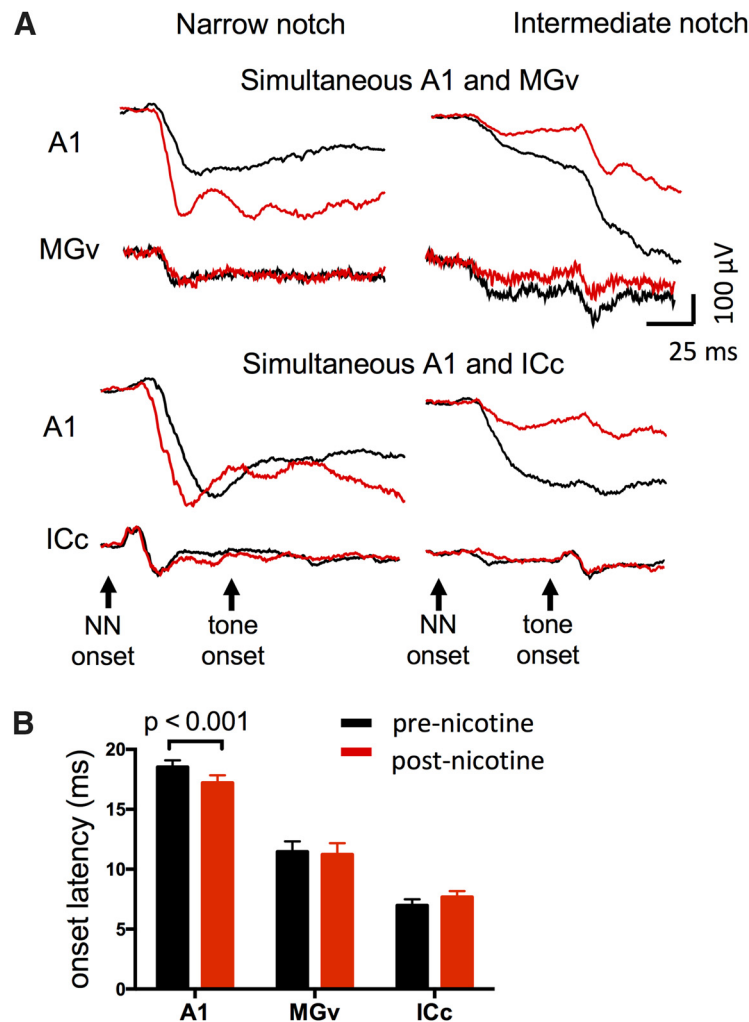 A
Narrow notch
Intermediate notch
Simultaneous A1 and MGv
A1
MGv
100 µV
25 ms
Simultaneous A1 and ICc
A1
ICc
NN onset
tone onset
NN onset
tone onset
B
p < 0.001
pre-nicotine
post-nicotine
onset latency (ms)
20
15
10
5
0
A1
MGv
ICc